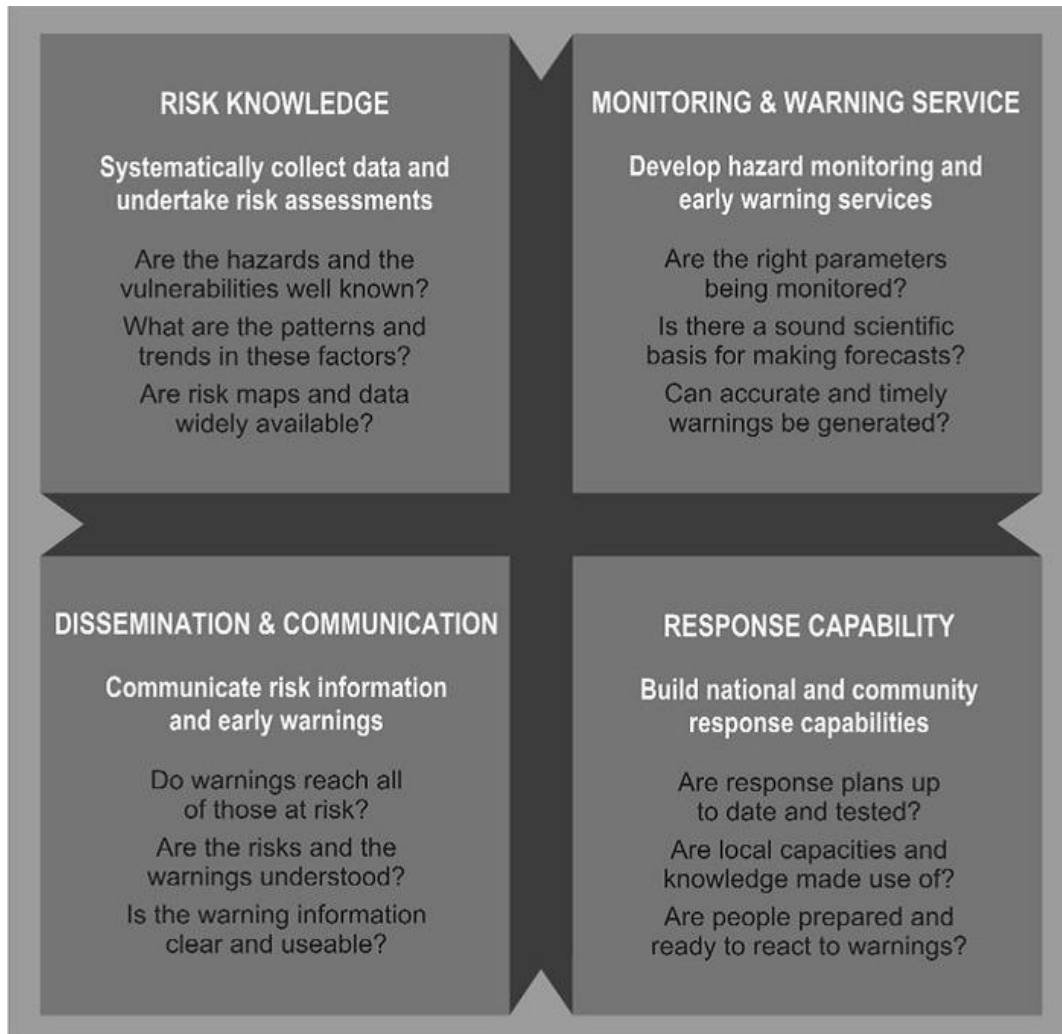 RISK KNOWLEDGE
Systematically collect data and
undertake risk assessments
Are the hazards and the
vulnerabilities well known?
What are the patterns and
trends in these factors?
Are risk maps and data
widely available?
MONITORING & WARNING SERVICE
Develop hazard monitoring and
early warning services
Are the right parameters
being monitored?
Is there a sound scientific
basis for making forecasts?
Can accurate and timely
warnings be generated?
DISSEMINATION & COMMUNICATION
Communicate risk information
and early warnings
Do warnings reach all
of those at risk?
Are the risks and the
warnings understood?
Is the warning information
clear and useable?
RESPONSE CAPABILITY
Build national and community
response capabilities
Are response plans up
to date and tested?
Are local capacities and
knowledge made use of?
Are people prepared and
ready to react to warnings?